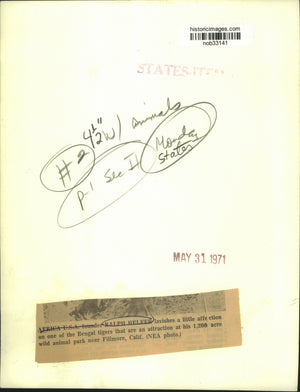 historicimages.com
nob33141
STATES-ITEM
4½" 2W/ animals
#2
Monday
States
p-1 Sec II
MAY 31 1971
AFRICA U.S.A. founder RALPH HELFER lavishes a little affection
on one of the Bengal tigers that are an attraction at his 1,200 acre
wild animal park near Fillmore, Calif. (NEA photo.)